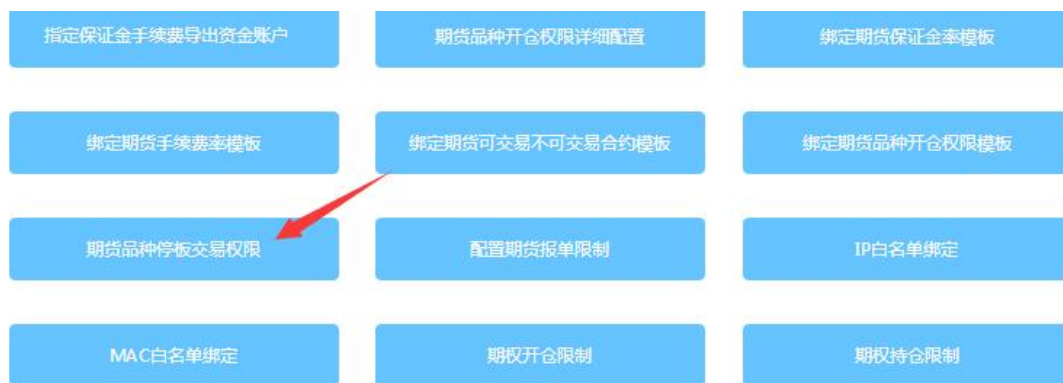 指定保证金手续费导出资金账户
期货品种开仓权限详细配置
绑定期货保证金率模板
绑定期货手续费率模板
绑定期货可交易不可交易合约模板
绑定期货品种开仓权限模板
期货品种停板交易权限
配置期货报单限制
IP白名单绑定
MAC白名单绑定
期权开仓限制
期权持仓限制